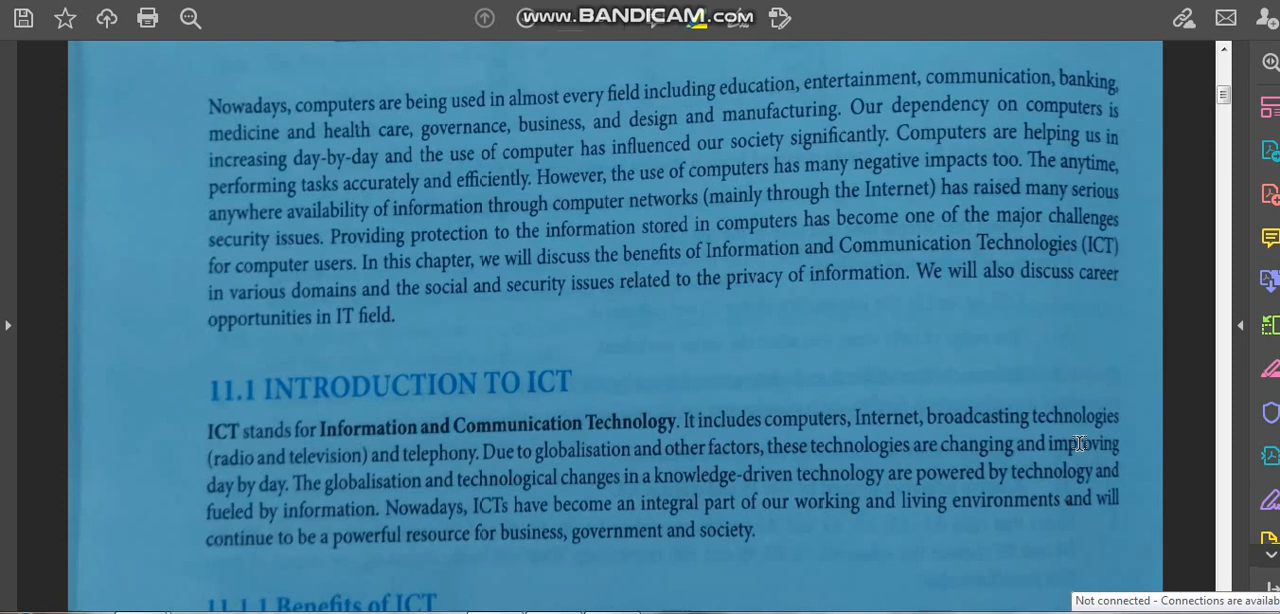 www.BANDICAM.com
Nowadays, computers are being used in almost every field including education, entertainment, communication, banking,
medicine and health care, governance, business, and design and manufacturing. Our dependency on computers is
increasing day-by-day and the use of computer has influenced our society significantly. Computers are helping us in
performing tasks accurately and efficiently. However, the use of computers has many negative impacts too. The anytime,
anywhere availability of information through computer networks (mainly through the Internet) has raised many serious
security issues. Providing protection to the information stored in computers has become one of the major challenges
for computer users. In this chapter, we will discuss the benefits of Information and Communication Technologies (ICT)
in various domains and the social and security issues related to the privacy of information. We will also discuss career
opportunities in IT field.
11.1 INTRODUCTION TO ICT
ICT stands for Information and Communication Technology. It includes computers, Internet, broadcasting technologies
(radio and television) and telephony. Due to globalisation and other factors, these technologies are changing and improving
day by day. The globalisation and technological changes in a knowledge-driven technology are powered by technology and
fueled by information. Nowadays, ICTs have become an integral part of our working and living environments and will
continue to be a powerful resource for business, government and society.
11.1.1 Benefits of ICT
Not connected - Connections are availab